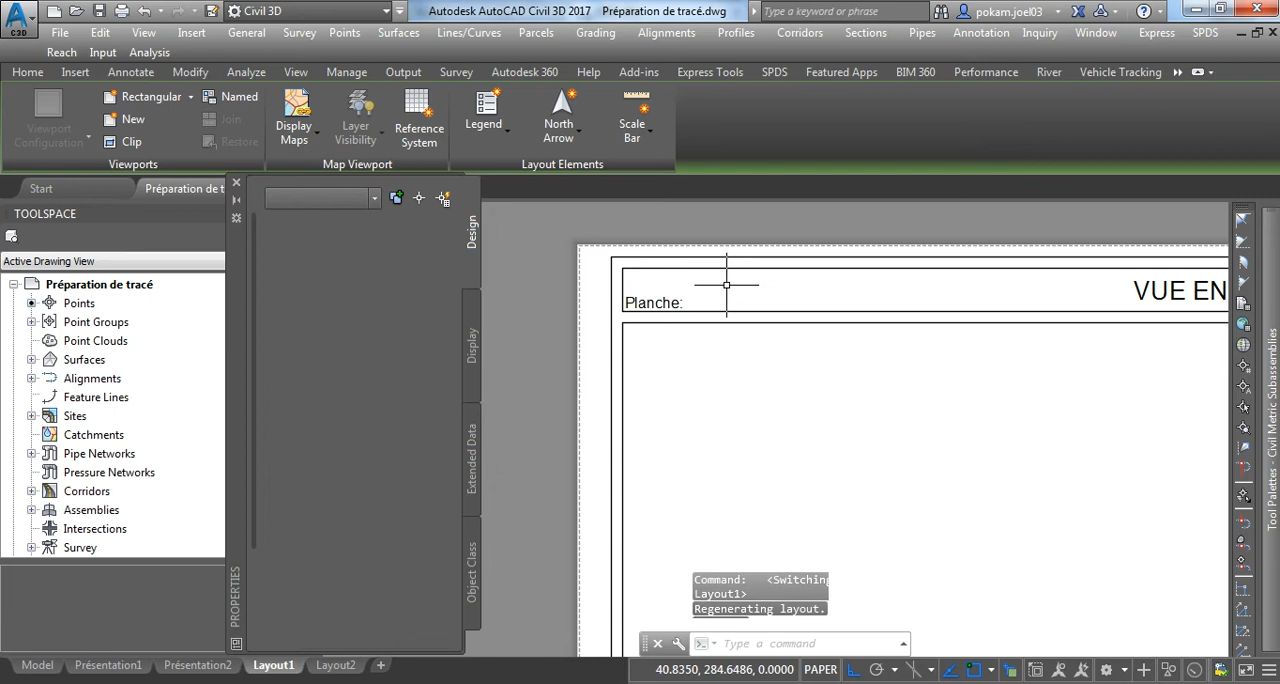 Civil 3D Autodesk AutoCAD Civil 3D 2017 Préparation de tracé.dwg Type a keyword or phrase pokam.joel03
C3D File Edit View Insert General Survey Points Surfaces Lines/Curves Parcels Grading Alignments Profiles Corridors Sections Pipes Annotation Inquiry Window Express SPDS
Reach Input Analysis
Home Insert Annotate Modify Analyze View Manage Output Survey Autodesk 360 Help Add-ins Express Tools SPDS Featured Apps BIM 360 Performance River Vehicle Tracking
Viewport Configuration
Rectangular Named
New Join
Clip Restore
Display Maps
Layer Visibility
Reference System
Legend
North Arrow
Scale Bar
Viewports Map Viewport Layout Elements
Start Préparation de t
TOOLSPACE
Active Drawing View
Préparation de tracé
Points
Point Groups
Point Clouds
Surfaces
Alignments
Feature Lines
Sites
Catchments
Pipe Networks
Pressure Networks
Corridors
Assemblies
Intersections
Survey
PROPERTIES
Design
Display
Extended Data
Object Class
Planche:
VUE EN
Command: <Switching
Layout1>
Regenerating layout.
Type a command
Tool Palettes - Civil Metric Subassemblies
Model Présentation1 Présentation2 Layout1 Layout2 +
40.8350, 284.6486, 0.0000 PAPER